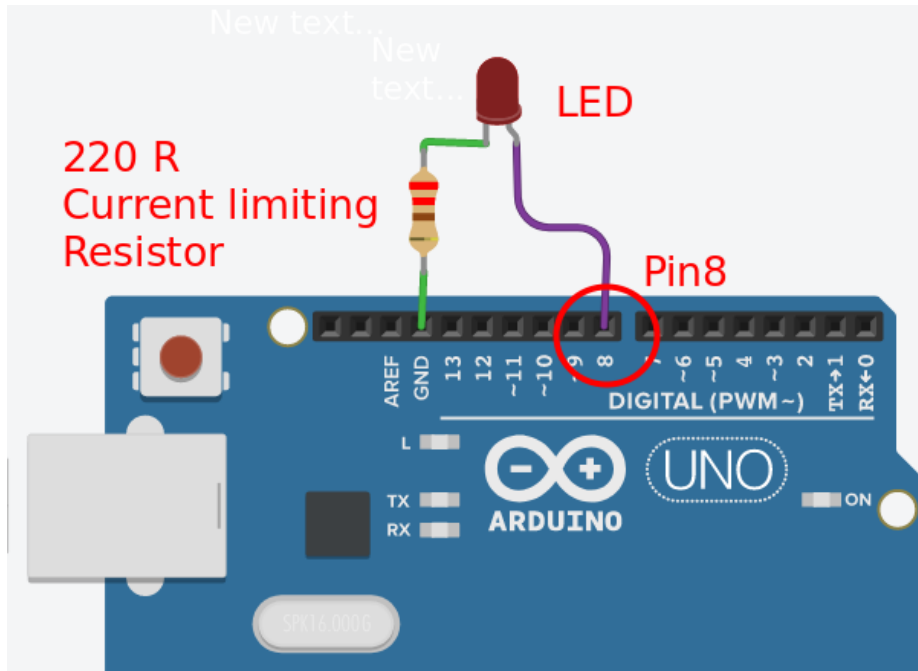 New text...
New
text...
LED
220 R
Current limiting
Resistor
Pin8
AREF
GND
13
12
~11
~10
~9
8
7
~6
~5
4
~3
2
TX→1
RX←0
DIGITAL (PWM ~)
L
TX
RX
ARDUINO
UNO
ON
SPK16.000G